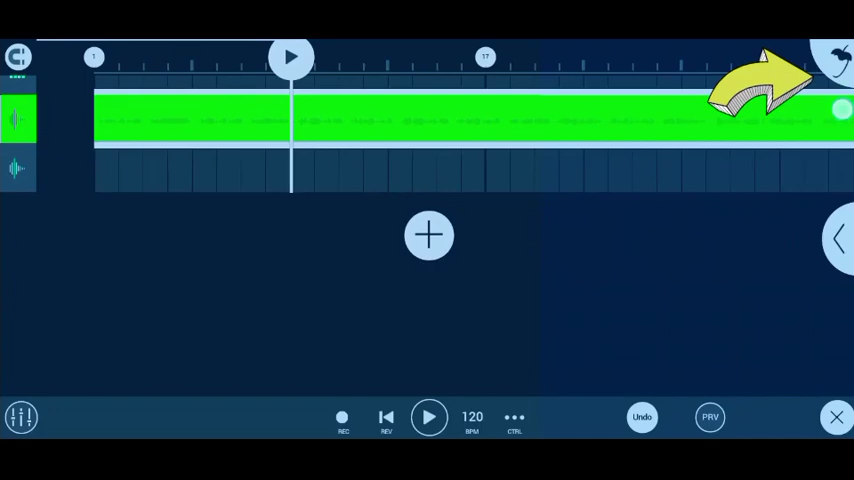 1
17
120
Undo
PRV
REC
REV
BPM
CTRL